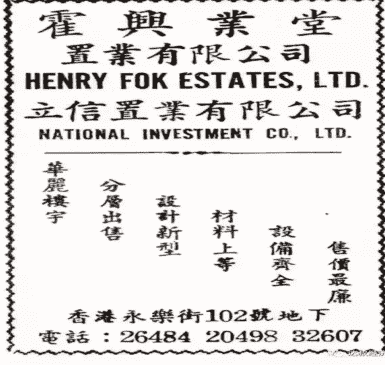 霍興業堂
置業有限公司
HENRY FOK ESTATES, LTD.
立信置業有限公司
NATIONAL INVESTMENT CO., LTD.
華麗樓宇
分層出售
設計新型
材料上等
設備齊全
售價最廉
香港永樂街102號地下
電話：26484 20498 32607